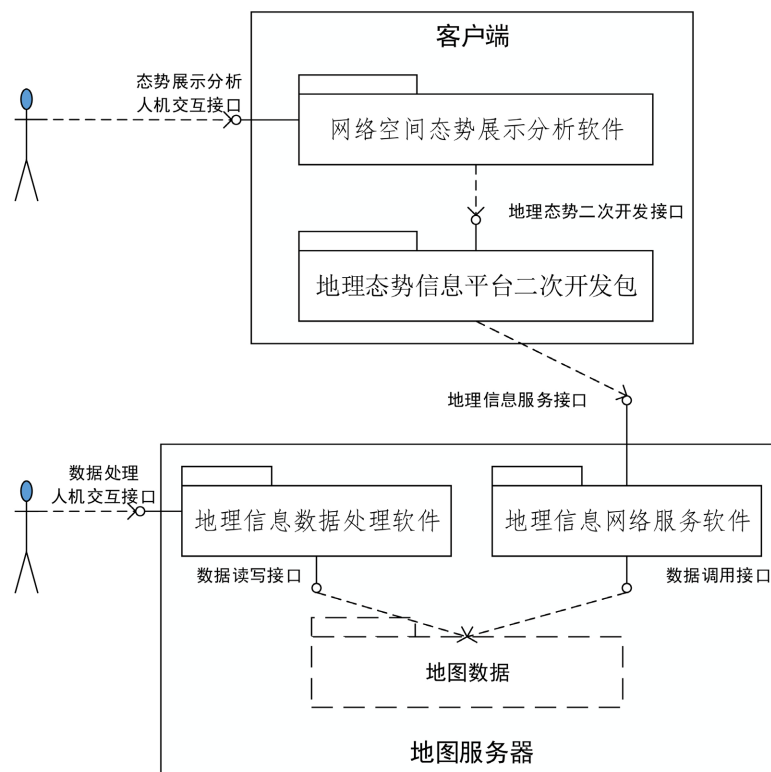 客户端
态势展示分析
人机交互接口
网络空间态势展示分析软件
地理态势二次开发接口
地理态势信息平台二次开发包
地理信息服务接口
数据处理
人机交互接口
地理信息数据处理软件
地理信息网络服务软件
数据读写接口
数据调用接口
地图数据
地图服务器